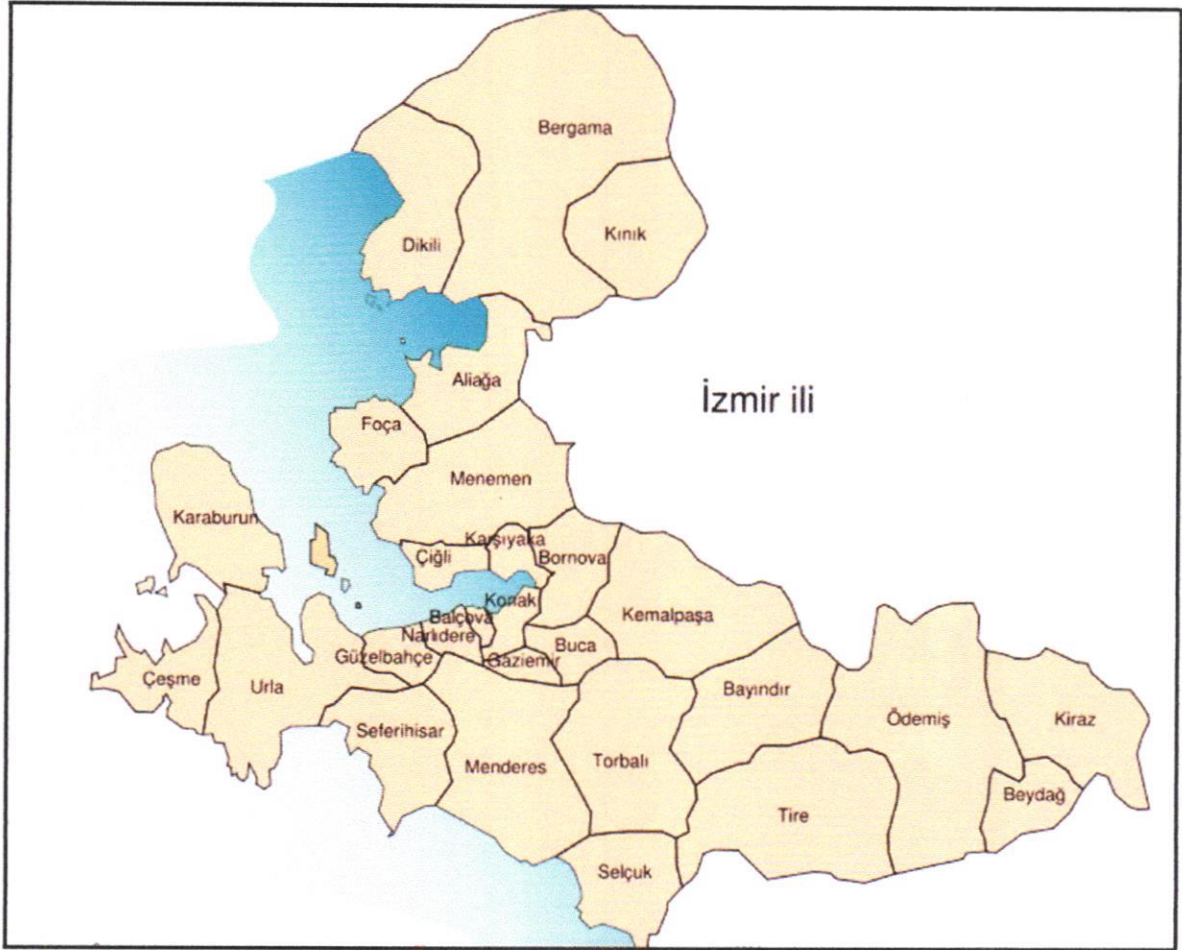 Bergama
Kınık
Dikili
Aliağa
İzmir ili
Foça
Menemen
Karaburun
Karşıyaka
Çiğli
Bornova
Konak
Balçova
Kemalpaşa
Narlıdere
Buca
Güzelbahçe
Gaziemir
Çeşme
Urla
Bayındır
Ödemiş
Kiraz
Seferihisar
Menderes
Torbalı
Beydağ
Tire
Selçuk